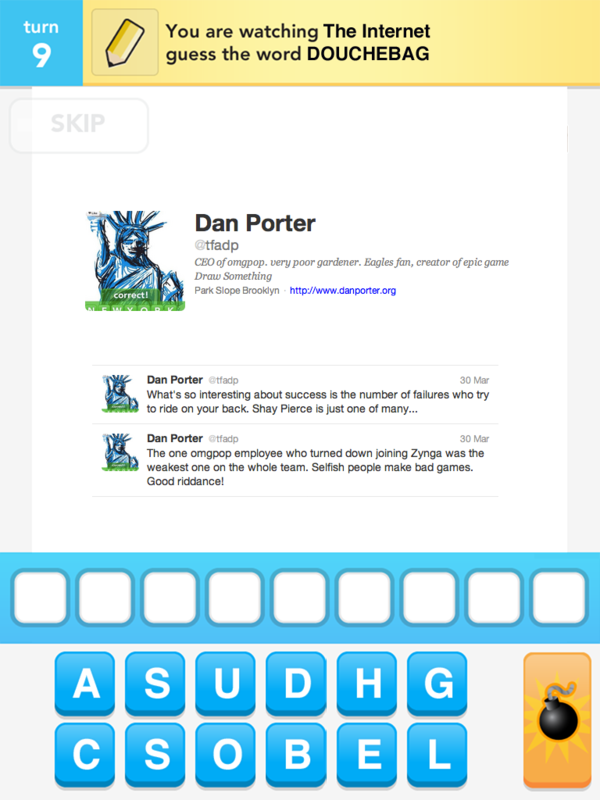 turn
9
You are watching The Internet
guess the word DOUCHEBAG
SKIP
Dan Porter
@tfadp
CEO of omgpop. very poor gardener. Eagles fan, creator of epic game
Draw Something
Park Slope Brooklyn · http://www.danporter.org
correct!
NEWYORK
Dan Porter @tfadp 30 Mar
What's so interesting about success is the number of failures who try
to ride on your back. Shay Pierce is just one of many...
Dan Porter @tfadp 30 Mar
The one omgpop employee who turned down joining Zynga was the
weakest one on the whole team. Selfish people make bad games.
Good riddance!
A S U D H G
C S O B E L